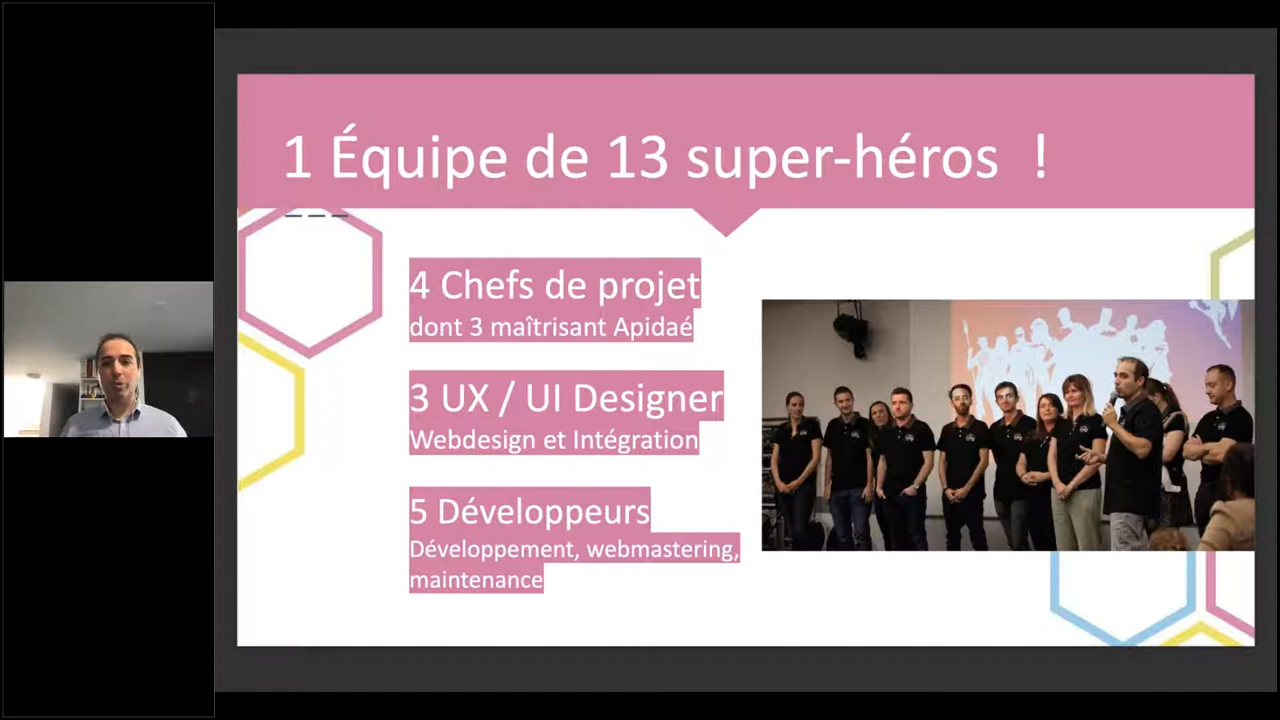 1 Équipe de 13 super-héros !
4 Chefs de projet
dont 3 maîtrisant Apidaé
3 UX / UI Designer
Webdesign et Intégration
5 Développeurs
Développement, webmastering,
maintenance